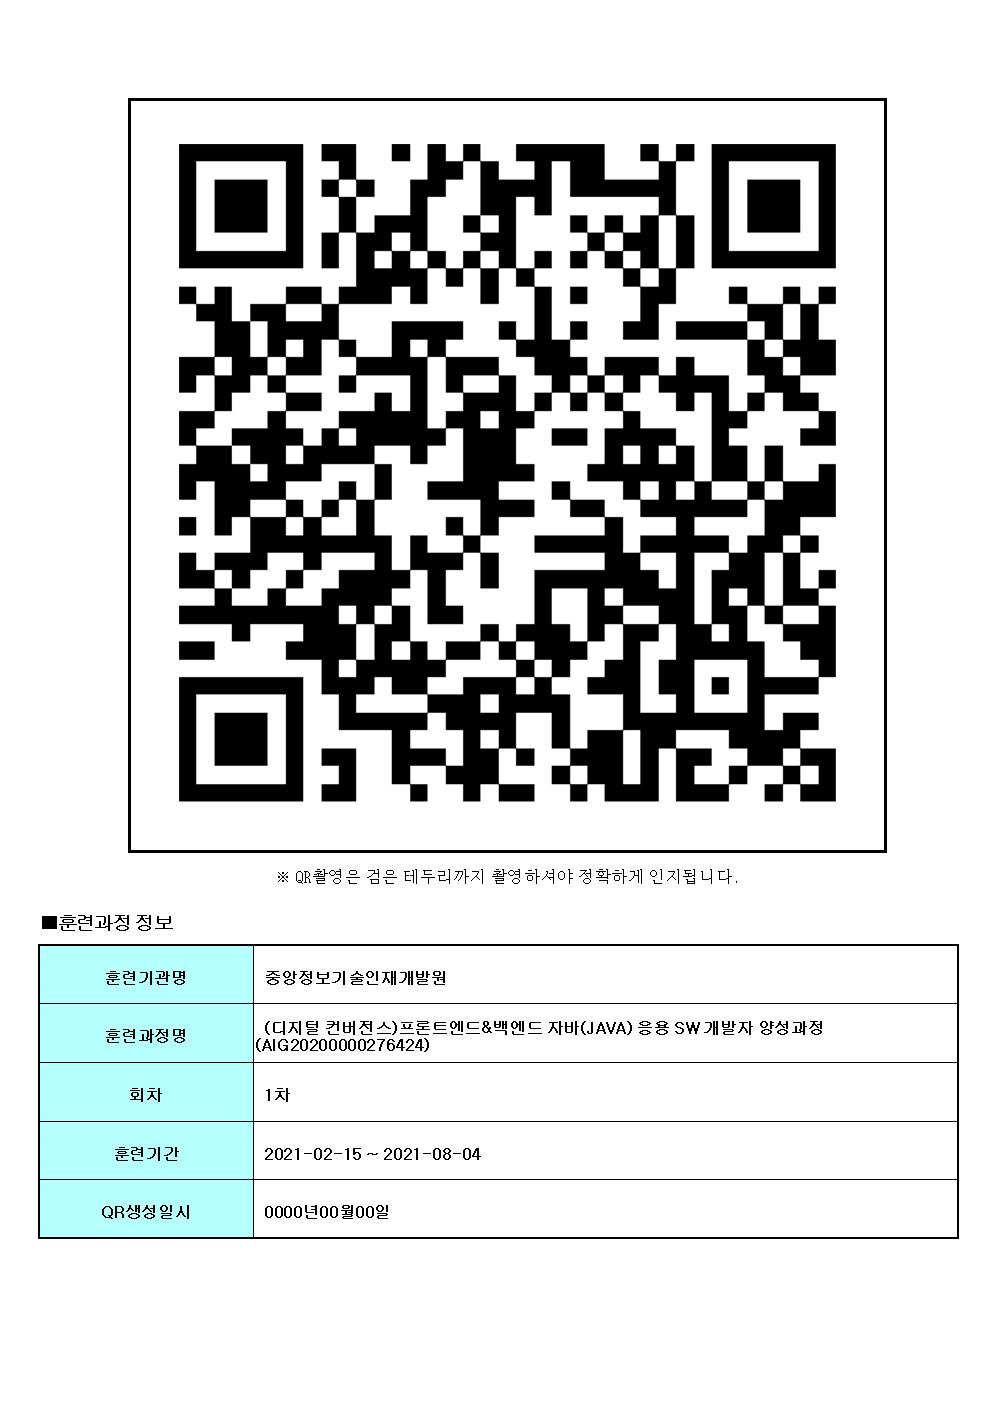 ※ QR촬영은 검은 테두리까지 촬영하셔야 정확하게 인지됩니다.
■훈련과정 정보
훈련기관명 중앙정보기술인재개발원
훈련과정명 (디지털 컨버전스)프론트엔드&백엔드 자바(JAVA) 응용 SW개발자 양성과정
(AIG20200000276424)
회차 1차
훈련기간 2021-02-15 ~ 2021-08-04
QR생성일시 0000년00월00일